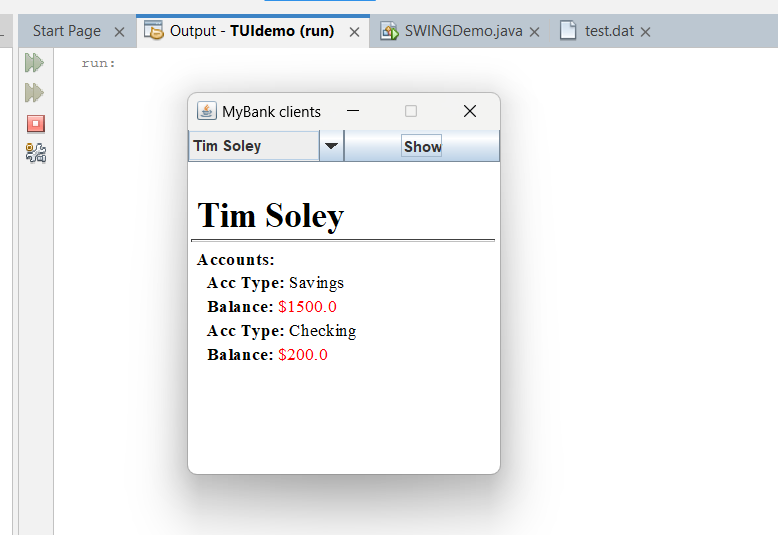 Start Page
Output - TUIdemo (run)
SWINGDemo.java
test.dat
run:
MyBank clients
Tim Soley
Show
Tim Soley
Accounts:
Acc Type: Savings
Balance: $1500.0
Acc Type: Checking
Balance: $200.0